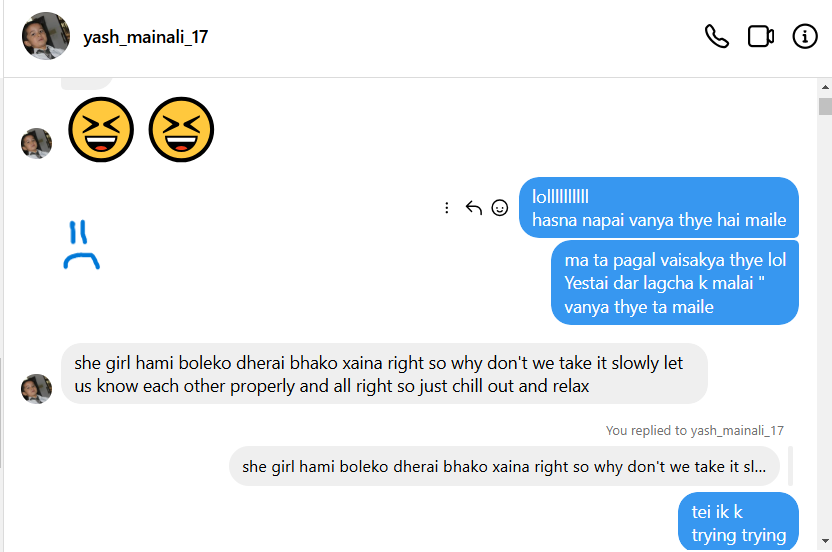 yash_mainali_17
lolllllllllll
hasna napai vanya thye hai maile
ma ta pagal vaisakya thye lol
Yestai dar lagcha k malai "
vanya thye ta maile
she girl hami boleko dherai bhako xaina right so why don't we take it slowly let
us know each other properly and all right so just chill out and relax
You replied to yash_mainali_17
she girl hami boleko dherai bhako xaina right so why don't we take it sl...
tei ik k
trying trying